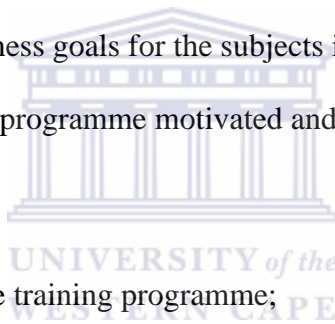 ness goals for the subjects i
programme motivated and
UNIVERSITY of the
e training programme;
WESTERN CAPE